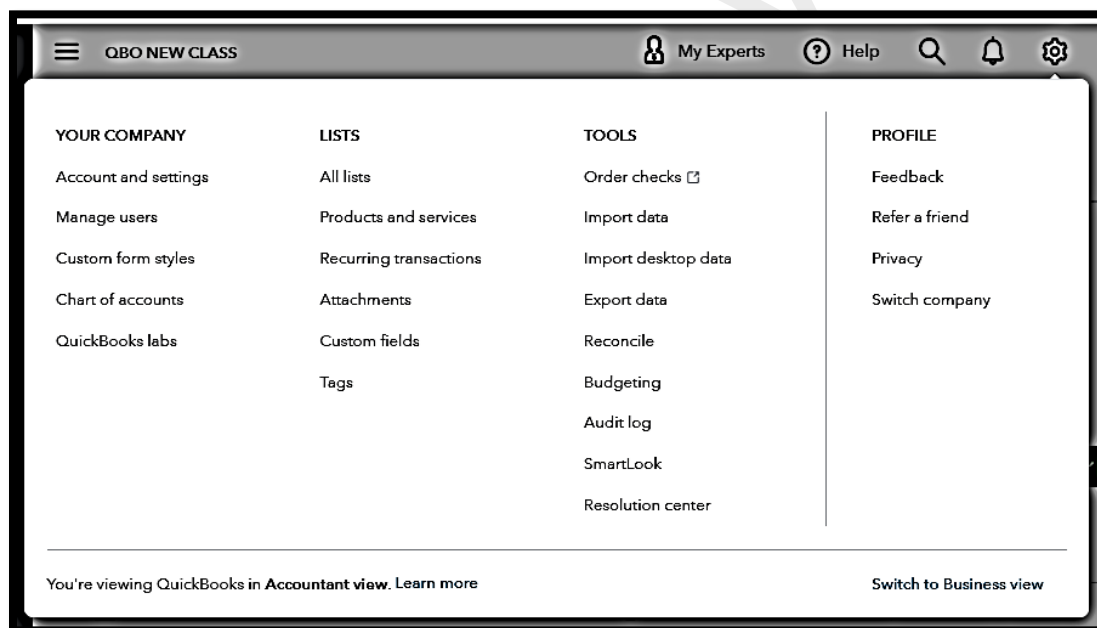 QBO NEW CLASS My Experts Help
YOUR COMPANY
Account and settings
Manage users
Custom form styles
Chart of accounts
QuickBooks labs
LISTS
All lists
Products and services
Recurring transactions
Attachments
Custom fields
Tags
TOOLS
Order checks
Import data
Import desktop data
Export data
Reconcile
Budgeting
Audit log
SmartLook
Resolution center
PROFILE
Feedback
Refer a friend
Privacy
Switch company
You're viewing QuickBooks in Accountant view. Learn more
Switch to Business view